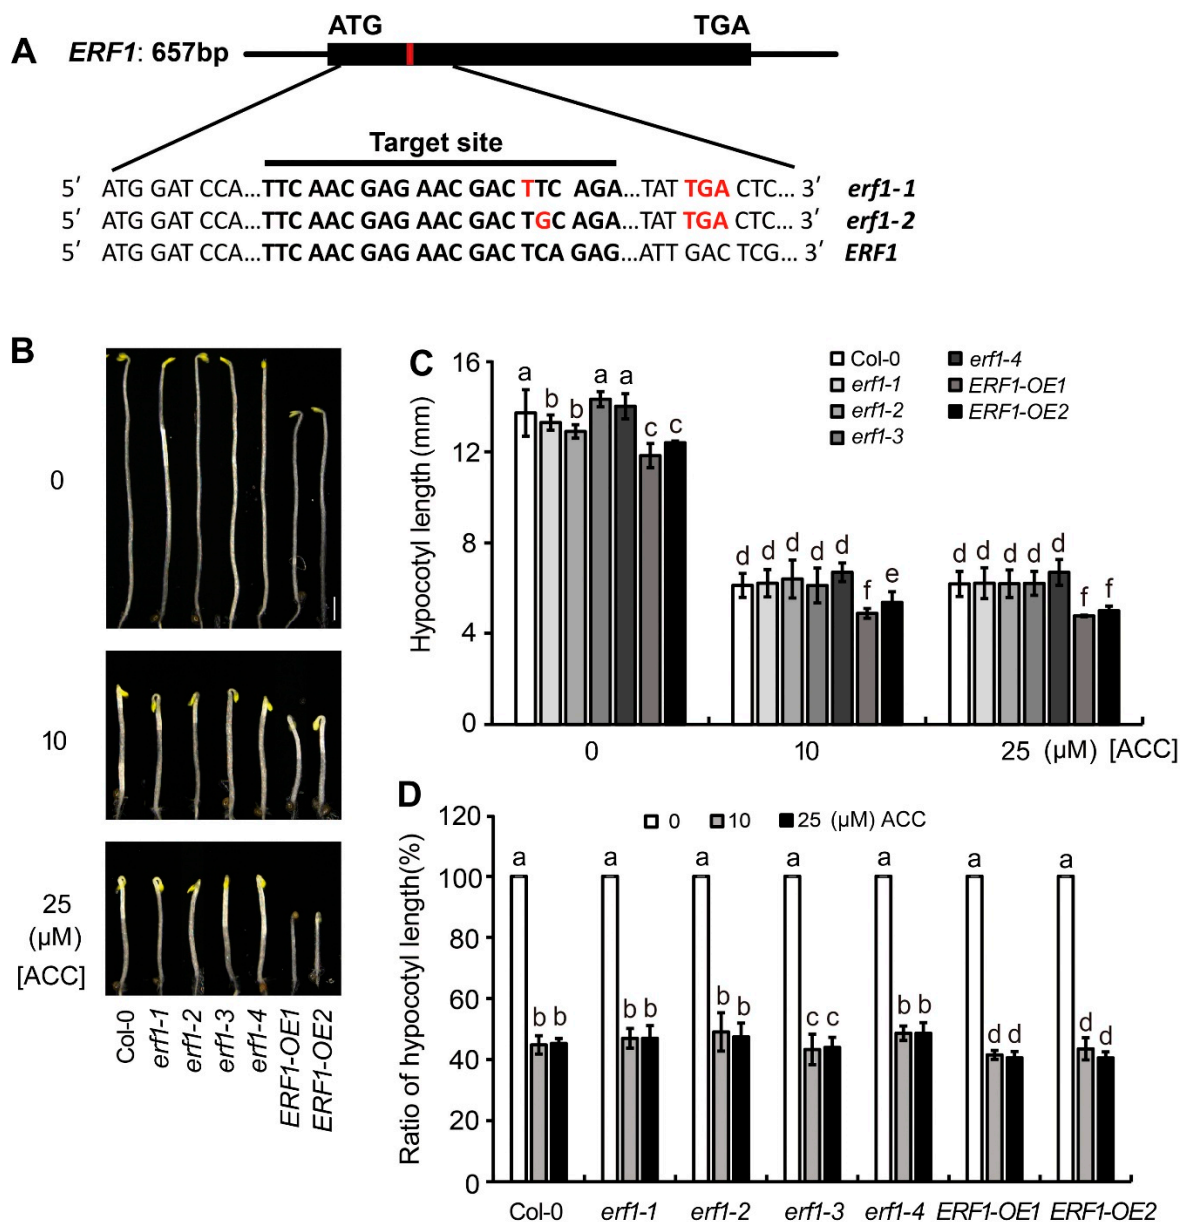 A
ERF1: 657bp
ATG
TGA
Target site
5′ ATG GAT CCA...TTC AAC GAG AAC GAC TTC AGA...TAT TGA CTC... 3′ erf1-1
5′ ATG GAT CCA...TTC AAC GAG AAC GAC TGCAGA...TAT TGA CTC... 3′ erf1-2
5′ ATG GAT CCA...TTC AAC GAG AAC GAC TCA GAG...ATT GAC TCG... 3′ ERF1
B
0
10
25
(μM)
[ACC]
Col-0
erf1-1
erf1-2
erf1-3
erf1-4
ERF1-OE1
ERF1-OE2
C
Hypocotyl length (mm)
16
12
8
4
0
Col-0
erf1-1
erf1-2
erf1-3
erf1-4
ERF1-OE1
ERF1-OE2
a b b a a c c
d d d d d f e
d d d d d f f
0 10 25 (μM) [ACC]
D
Ratio of hypocotyl length(%)
120
100
80
60
40
20
0
0 10 25 (μM) ACC
a b b a b b a b b a c c a b b a d d a d d
Col-0 erf1-1 erf1-2 erf1-3 erf1-4 ERF1-OE1 ERF1-OE2